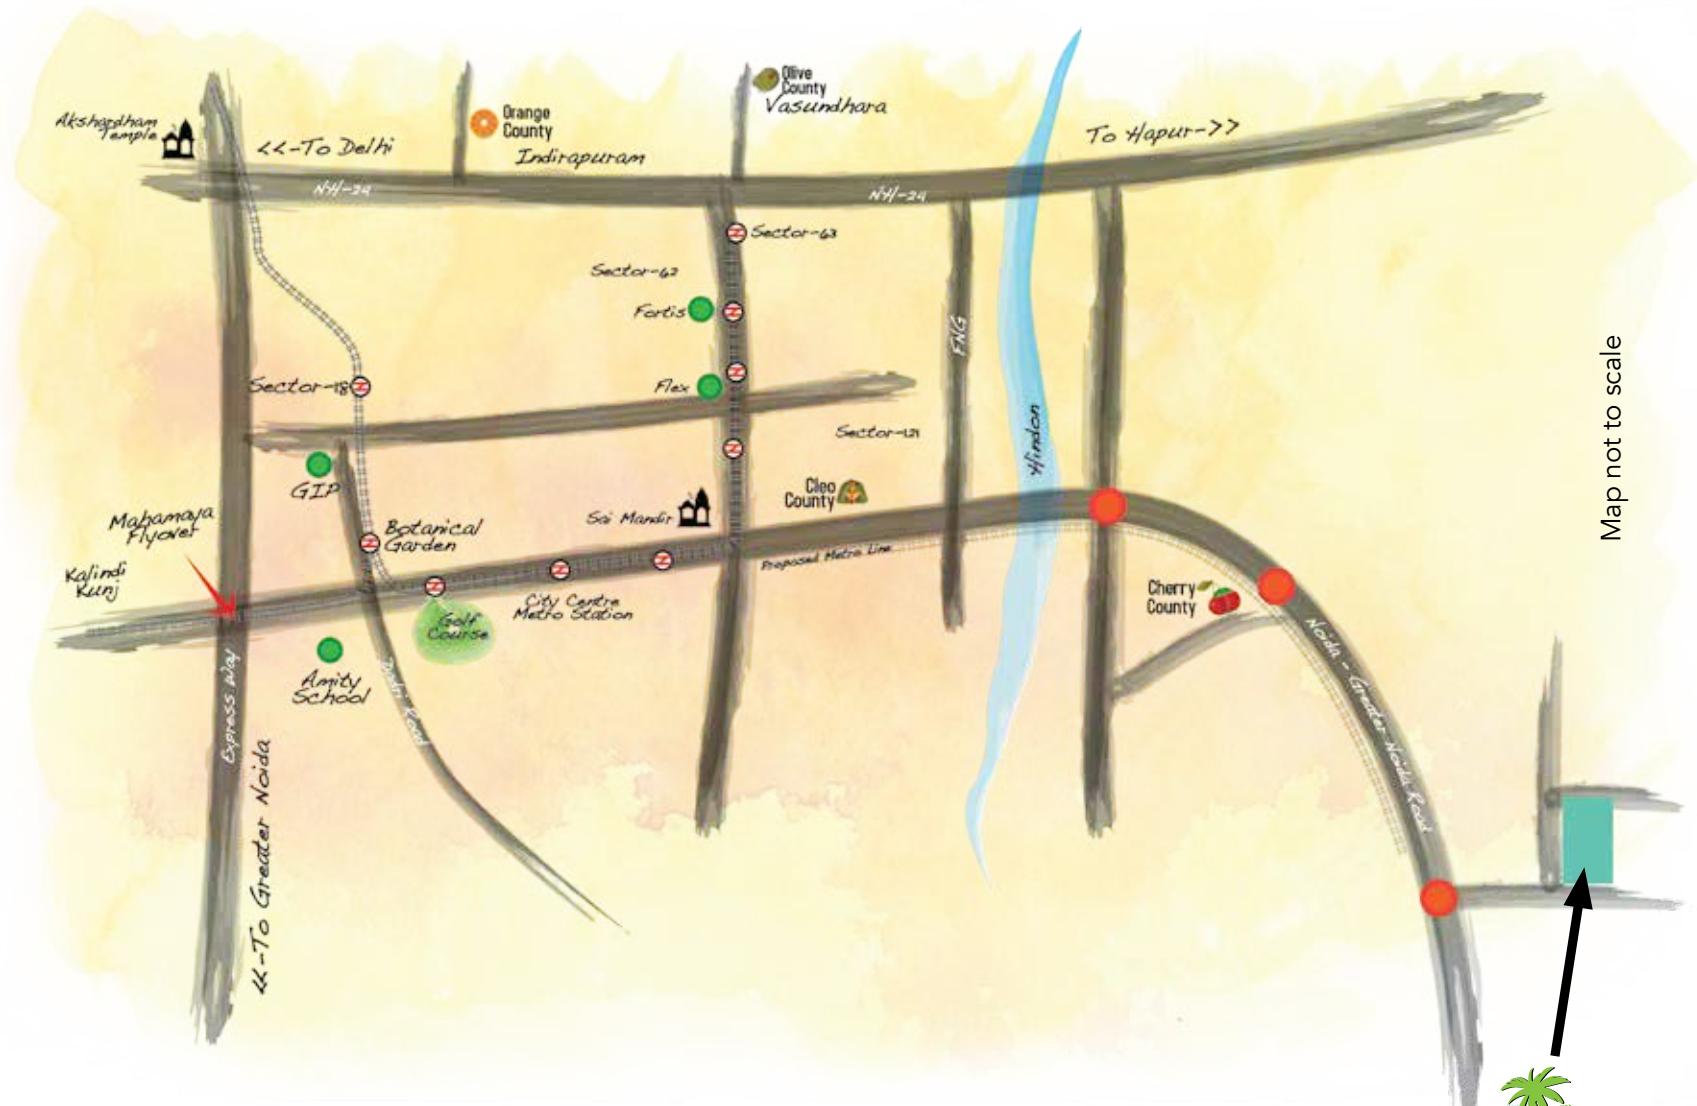 Olive
County
Vasundhara
Orange
County
Indirapuram
Akshardham
Temple
<<-To Delhi
To Hapur->>
NH-24
NH-24
Sector-63
Sector-62
Fortis
FNG
Sector-18
Flex
Hindon
Sector-121
GIP
Cleo
County
Sai Mandir
Mahamaya
Flyover
Botanical
Garden
Proposed Metro Line
Kalindi
Kunj
Cherry
County
City Centre
Metro Station
Golf
Course
Amity
School
Express Way
Dadri Road
Noida - Greater Noida Road
<<-To Greater Noida
Map not to scale